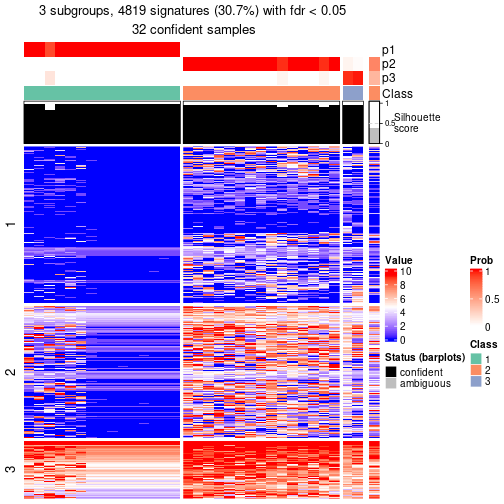 3 subgroups, 4819 signatures (30.7%) with fdr < 0.05
32 confident samples
p1
p2
p3
Class
1
0.5
0
Silhouette
score
1
2
3
Value
10
8
6
4
2
0
Status (barplots)
confident
ambiguous
Prob
1
0.5
0
Class
1
2
3